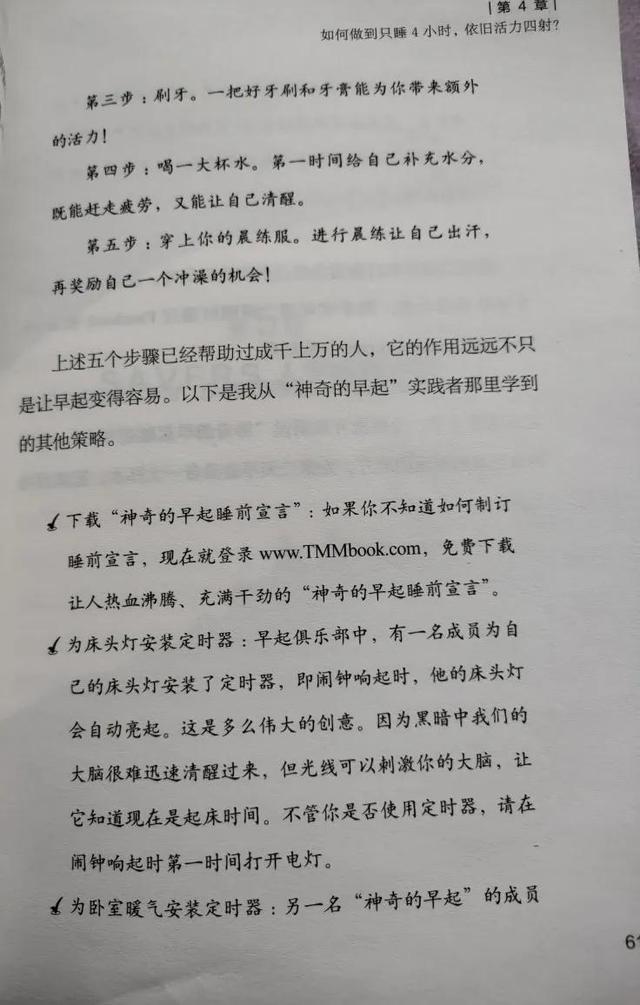 第 4 章
如何做到只睡 4 小时，依旧活力四射？
第三步：刷牙。一把好牙刷和牙膏能为你带来额外
的活力！
第四步：喝一大杯水。第一时间给自己补充水分，
既能赶走疲劳，又能让自己清醒。
第五步：穿上你的晨练服。进行晨练让自己出汗，
再奖励自己一个冲澡的机会！
上述五个步骤已经帮助过成千上万的人，它的作用远远不只
是让早起变得容易。以下是我从“神奇的早起”实践者那里学到
的其他策略。
下载“神奇的早起睡前宣言”：如果你不知道如何制订
睡前宣言，现在就登录 www.TMMbook.com，免费下载
让人热血沸腾、充满干劲的“神奇的早起睡前宣言”。
为床头灯安装定时器：早起俱乐部中，有一名成员为自
己的床头灯安装了定时器，即闹钟响起时，他的床头灯
会自动亮起。这是多么伟大的创意。因为黑暗中我们的
大脑很难迅速清醒过来，但光线可以刺激你的大脑，让
它知道现在是起床时间。不管你是否使用定时器，请在
闹钟响起时第一时间打开电灯。
为卧室暖气安装定时器：另一名“神奇的早起”的成员